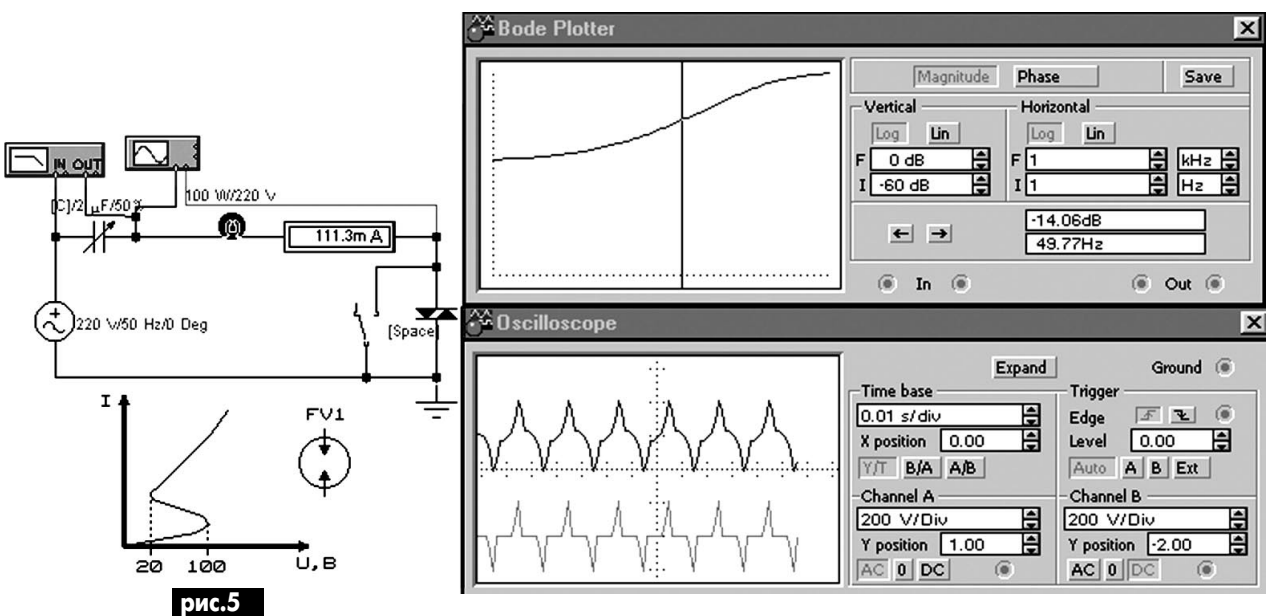 IN OUT
[C]/2 µF/50%
100 W/220 V
111.3m A
220 V/50 Hz/0 Deg
[Space]
I
FV1
20 100 U,В
рис.5
Bode Plotter
Magnitude Phase Save
Vertical Horizontal
Log Lin Log Lin
F 0 dB F 1 kHz
I -60 dB I 1 Hz
← → -14.06dB
49.77Hz
In Out
Oscilloscope
Expand Ground
Time base Trigger
0.01 s/div Edge
X position 0.00 Level 0.00
Y/T B/A A/B Auto A B Ext
Channel A Channel B
200 V/Div 200 V/Div
Y position 1.00 Y position -2.00
AC 0 DC AC 0 DC